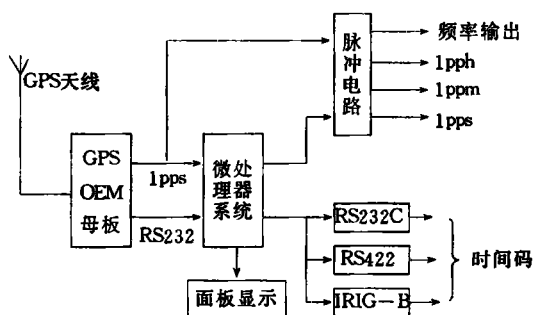 GPS天线
GPS
OEM
母板
1pps
RS232
微处
理器
系统
面板显示
脉
冲
电
路
频率输出
1pph
1ppm
1pps
RS232C
RS422
IRIG-B
时间码